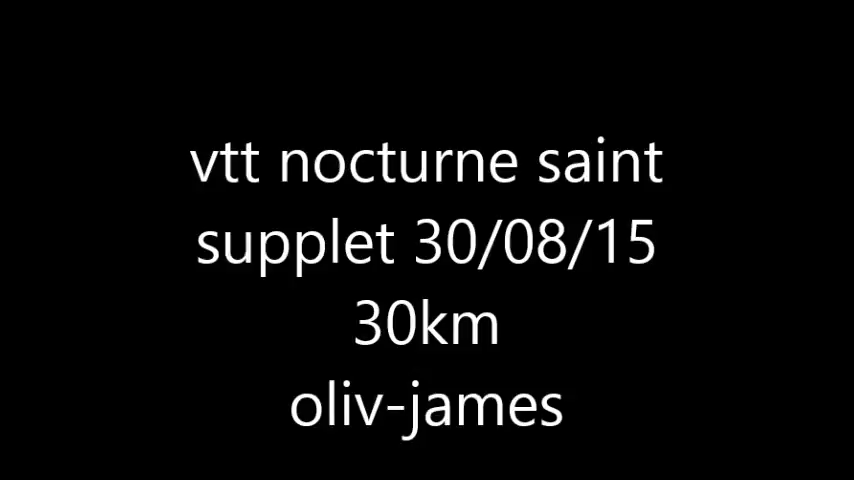 vtt nocturne saint
supplet 30/08/15
30km
oliv-james